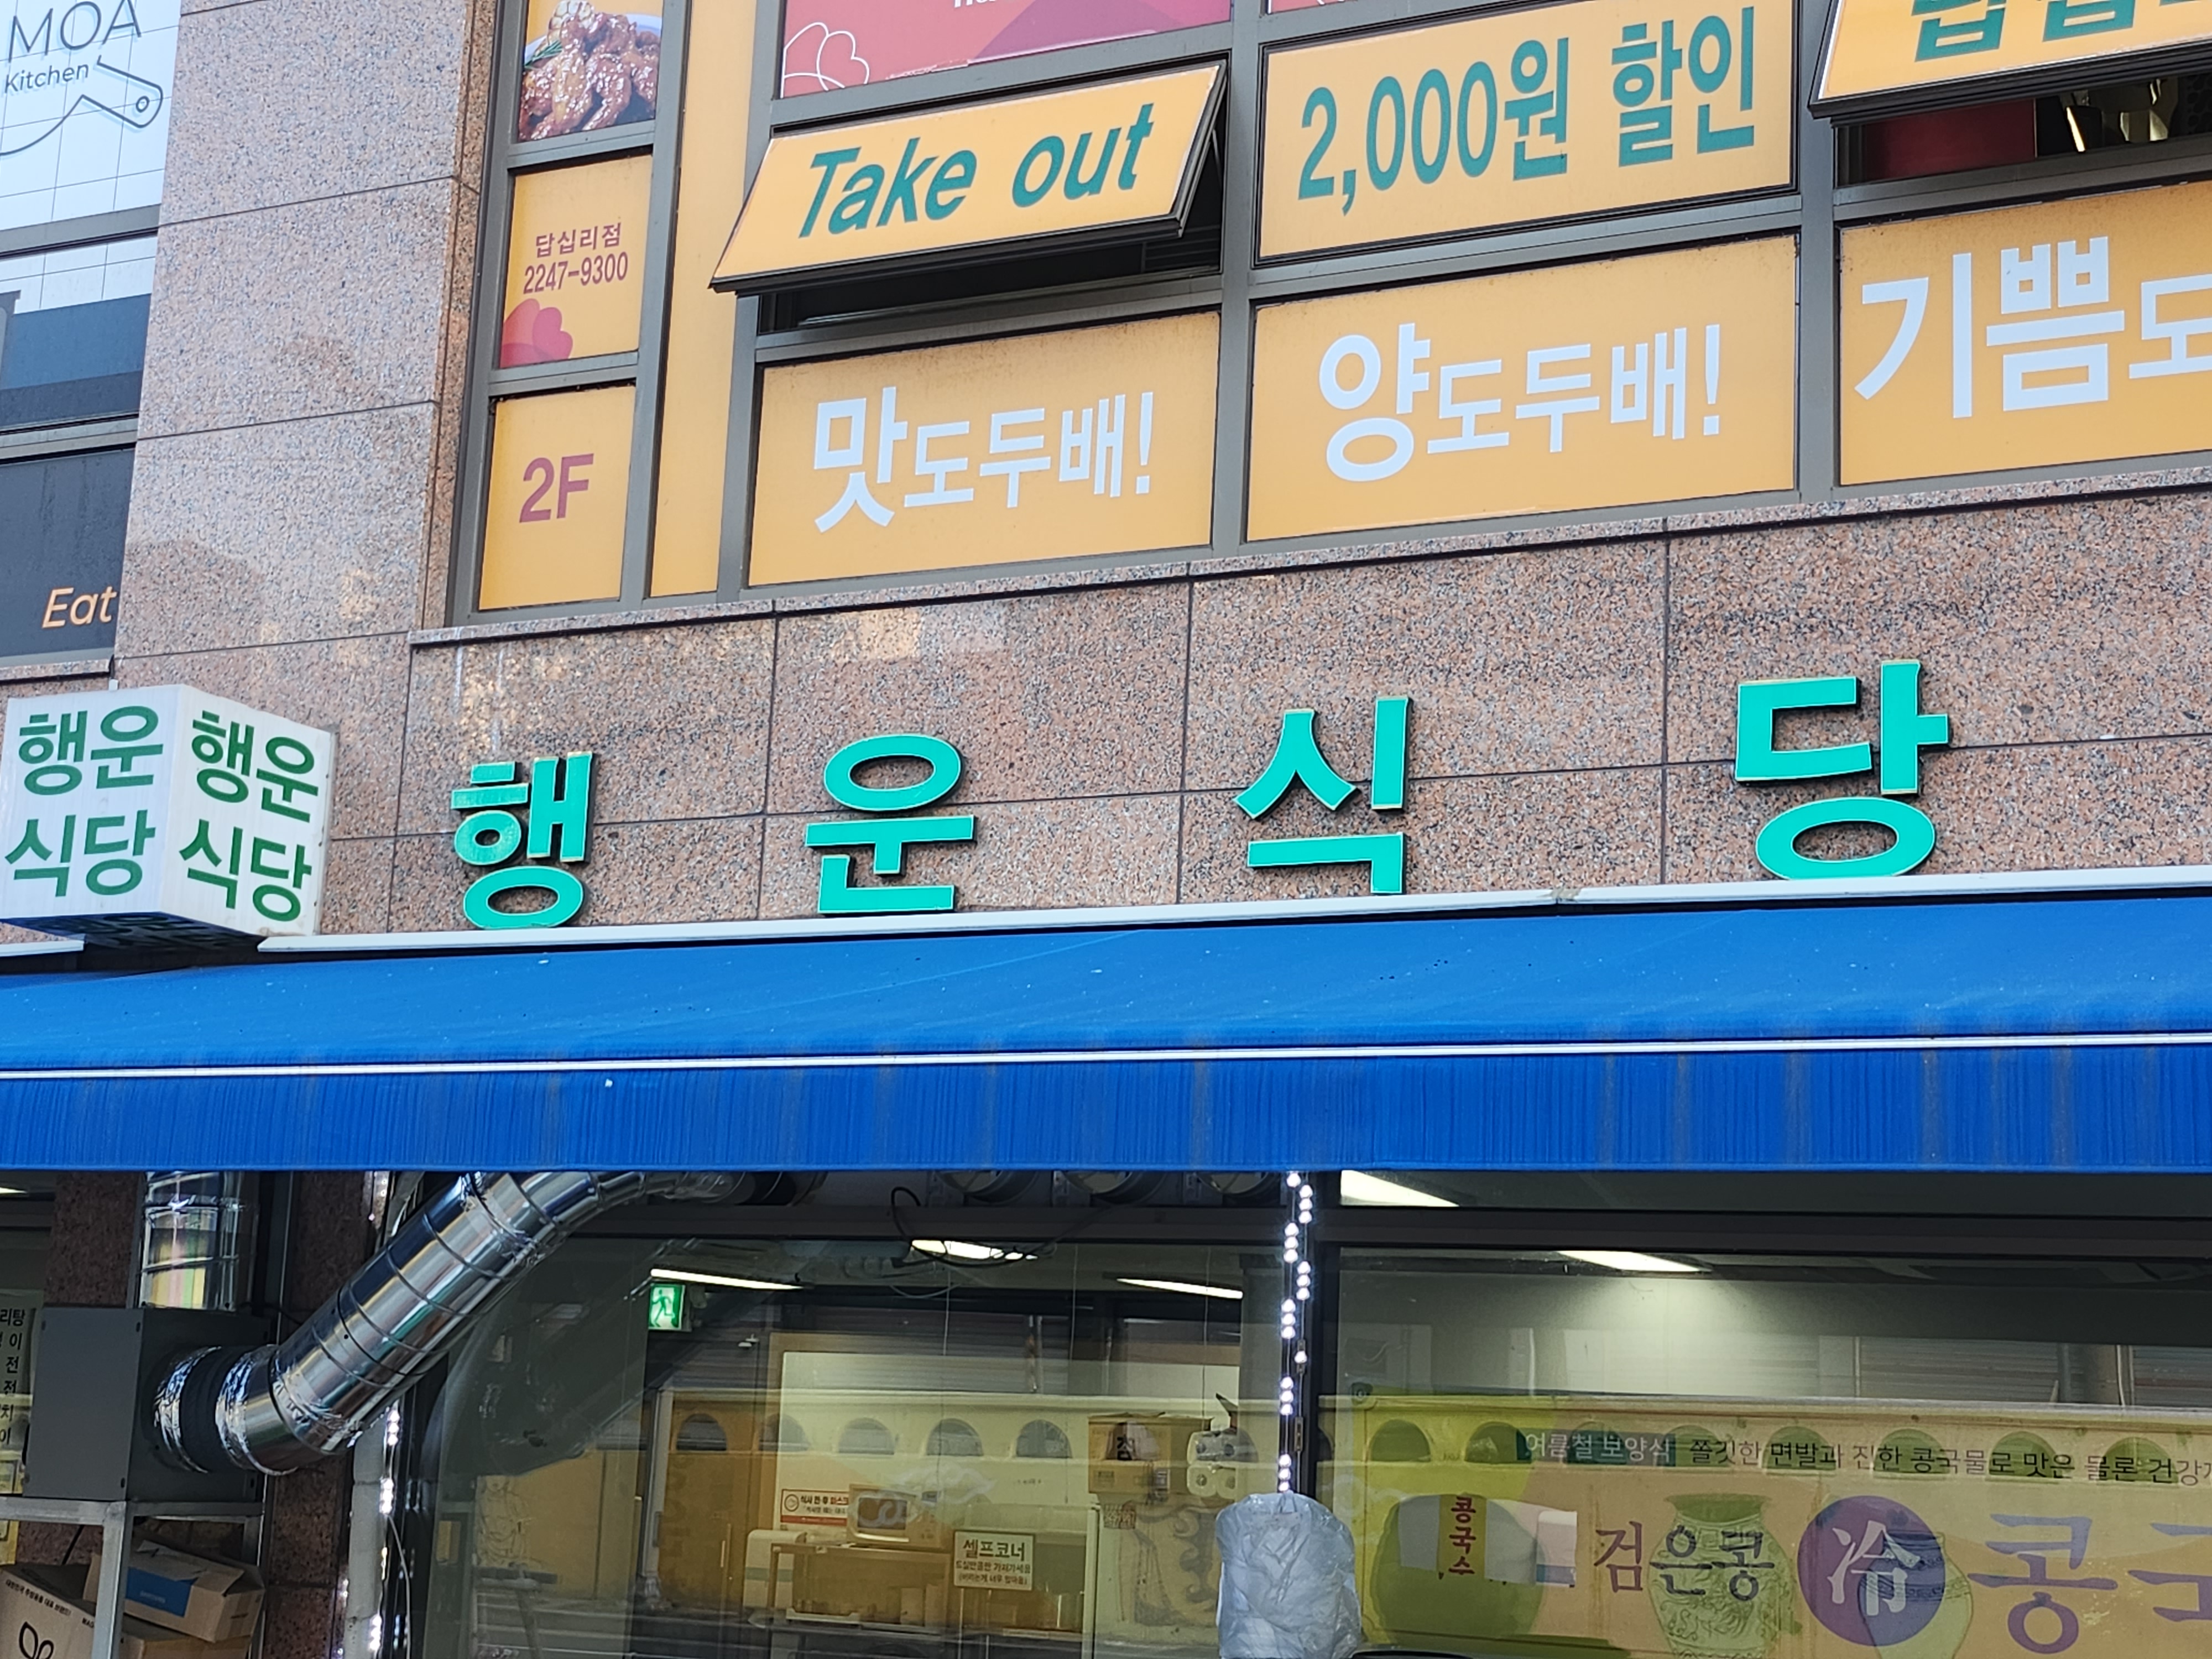 MOA
Kitchen
Take out
2,000원 할인
답십리점
2247-9300
맛도두배!
양도두배!
기쁨도
2F
Eat
행운
식당
행운
식당
행운식당
여름철 보양식 쫄깃한 면발과 진한 콩국물로 맛은 물론 건강
콩국수
검은콩 冷 콩
셀프코너